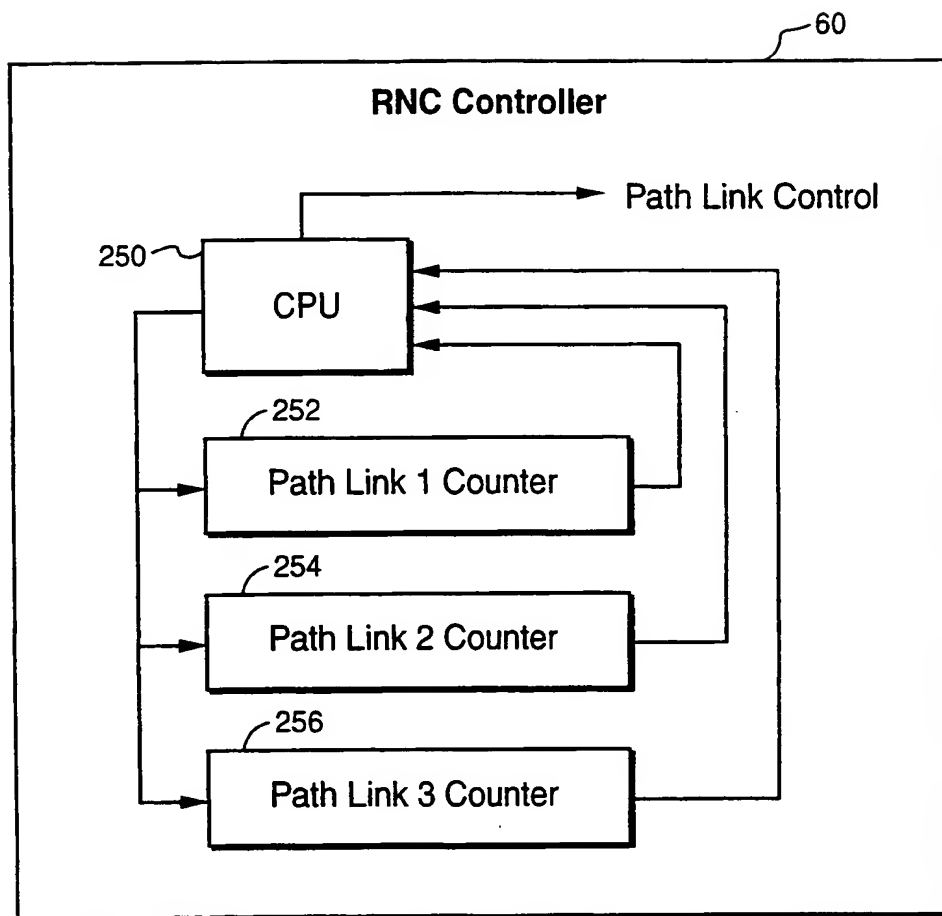 60
RNC Controller
Path Link Control
250
CPU
252
Path Link 1 Counter
254
Path Link 2 Counter
256
Path Link 3 Counter